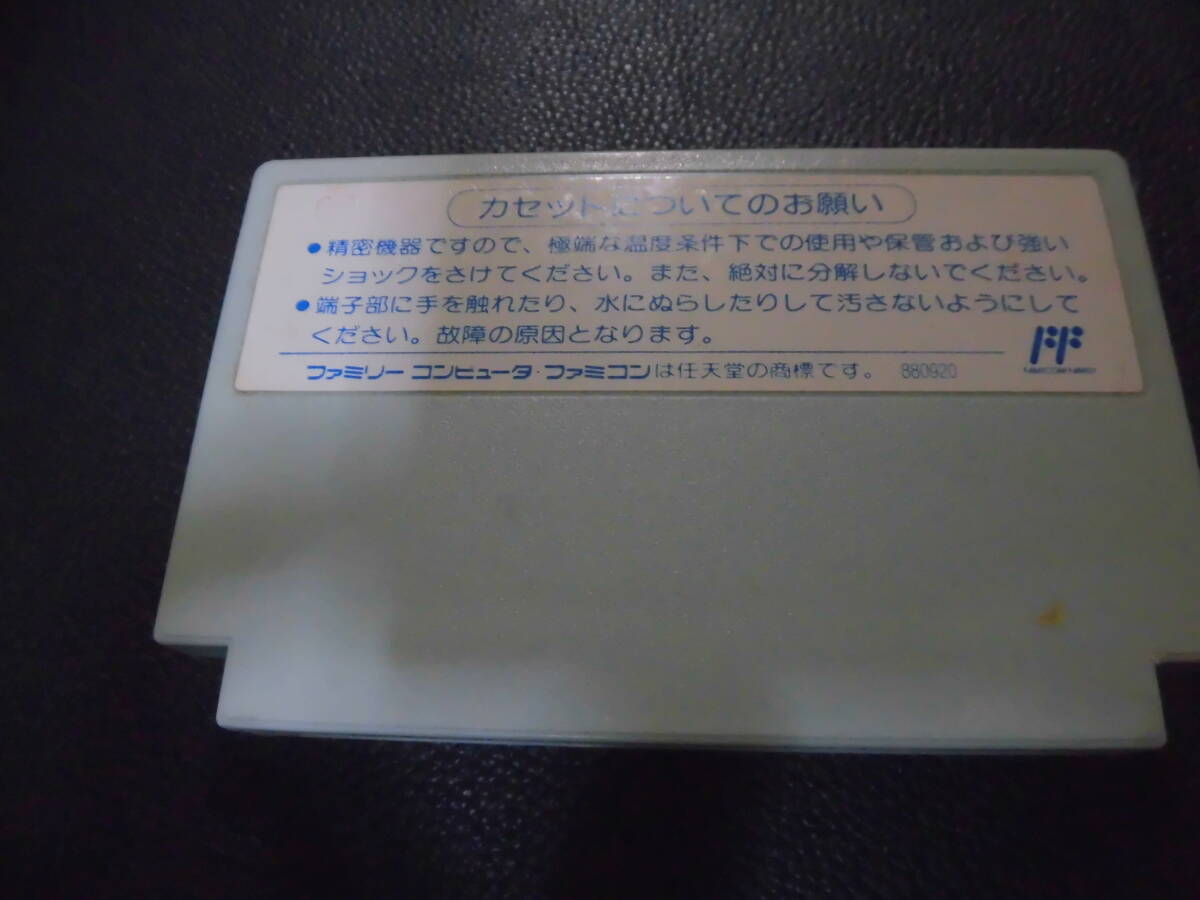 カセットについてのお願い
●精密機器ですので、極端な温度条件下での使用や保管および強い
ショックをさけてください。また、絶対に分解しないでください。
●端子部に手を触れたり、水にぬらしたりして汚さないようにして
ください。故障の原因となります。
ファミリーコンピュータ・ファミコンは任天堂の商標です。 880920